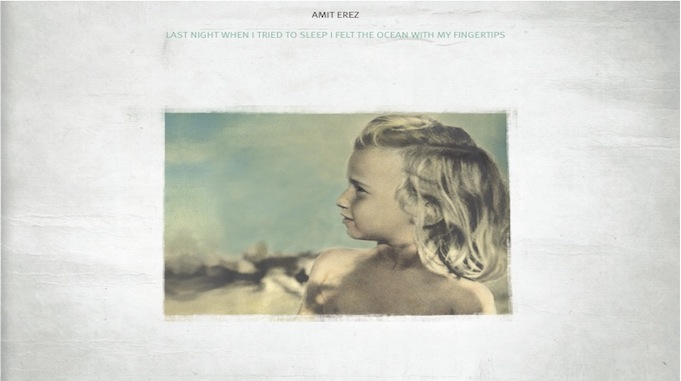 AMIT EREZ
LAST NIGHT WHEN I TRIED TO SLEEP I FELT THE OCEAN WITH MY FINGERTIPS